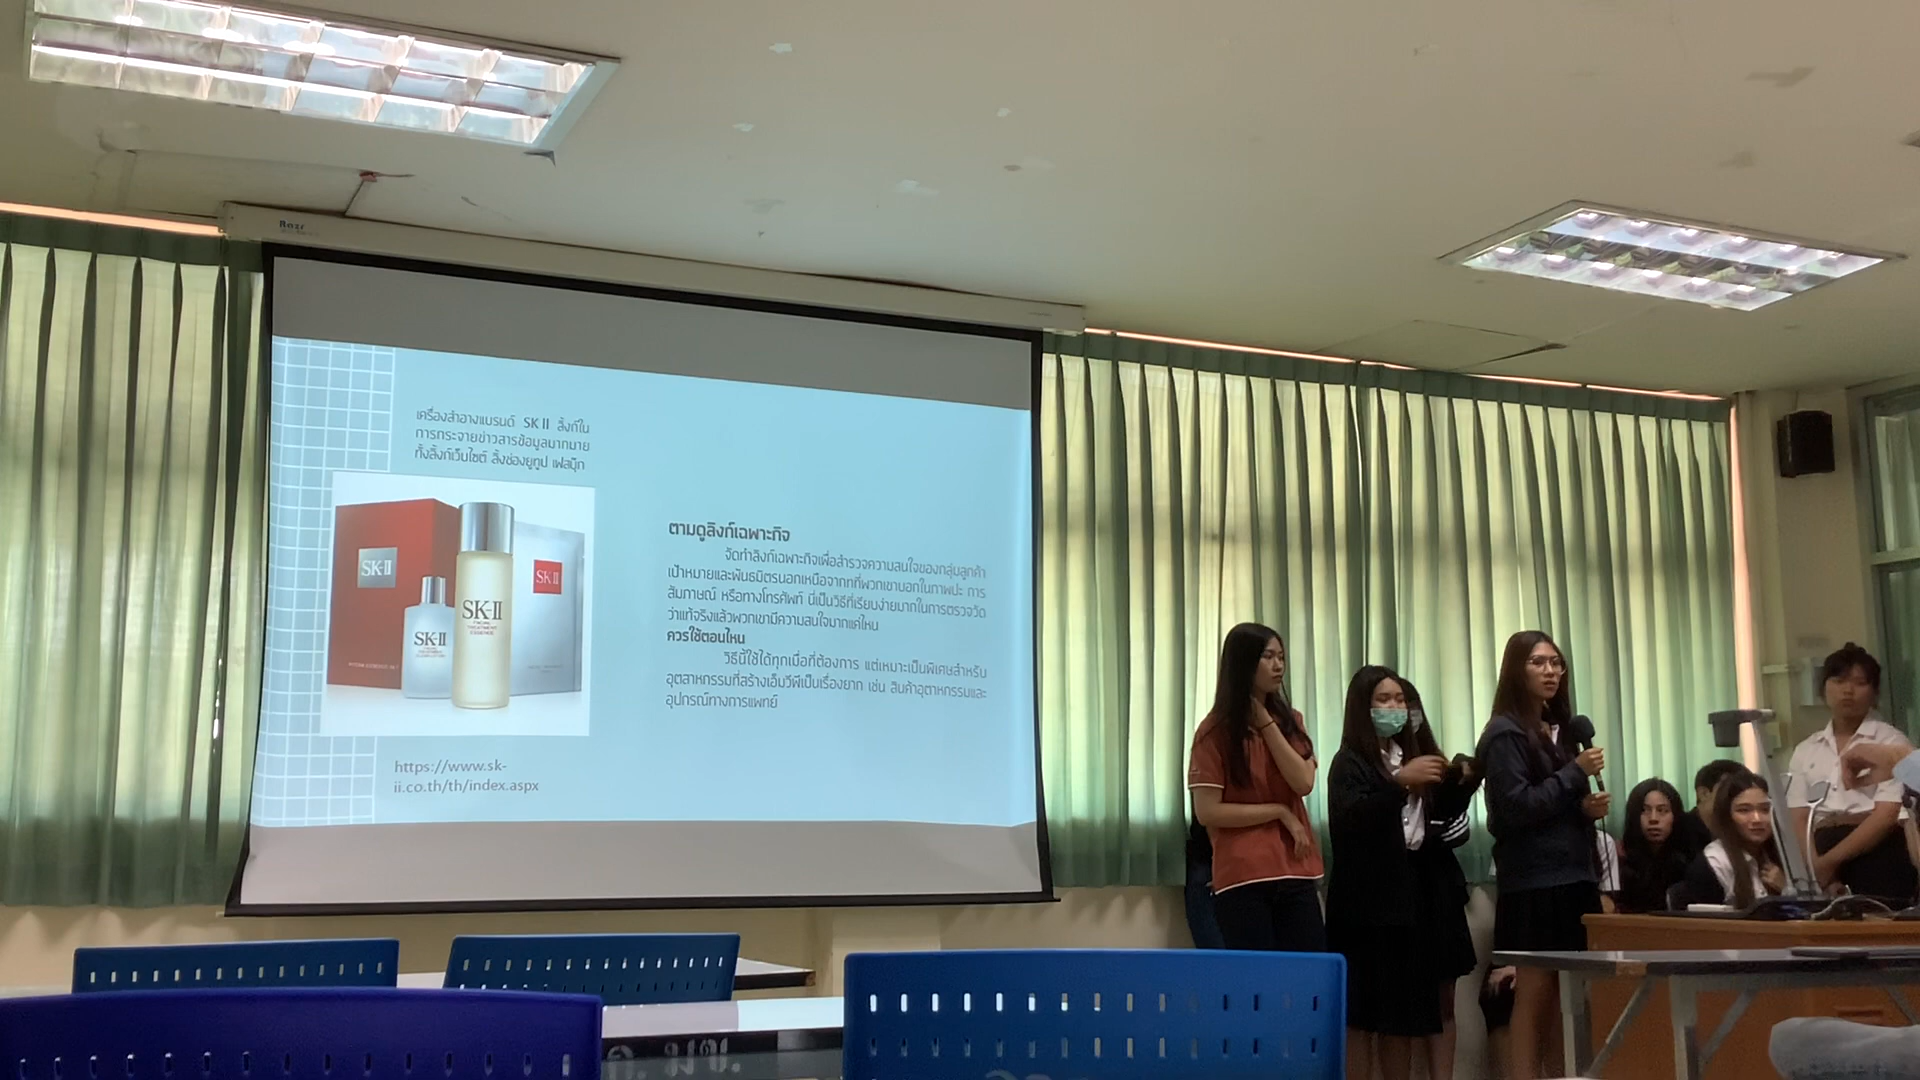 เครื่องสำอางแบรนด์ SK II ลิ้งก์ใน
การกระจายข่าวสารข้อมูลมากมาย
ทั้งลิ้งก์เว็บไซต์ ลิ้งช่องยูทูป เฟสบุ๊ก
SK-II
SK-II
SK-II
FACIAL
TREATMENT
ESSENCE
SK-II
https://www.sk-
ii.co.th/th/index.aspx
ตามดูลิงก์เฉพาะกิจ
จัดทำลิงก์เฉพาะกิจเพื่อสำรวจความสนใจของกลุ่มลูกค้า
เป้าหมายและพันธมิตรนอกเหนือจากทที่พวกเขาบอกในภาพปะ การ
สัมภาษณ์ หรือทางโทรศัพท์ นี่เป็นวิธีที่เรียบง่ายมากในการตรวจวัด
ว่าแท้จริงแล้วพวกเขามีความสนใจมากแค่ไหน
ควรใช้ตอนไหน
วิธีนี้ใช้ได้ทุกเมื่อที่ต้องการ แต่เหมาะเป็นพิเศษสำหรับ
อุตสาหกรรมที่สร้างเอ็มวีพีเป็นเรื่องยาก เช่น สินค้าอุตาหกรรมและ
อุปกรณ์ทางการแพทย์